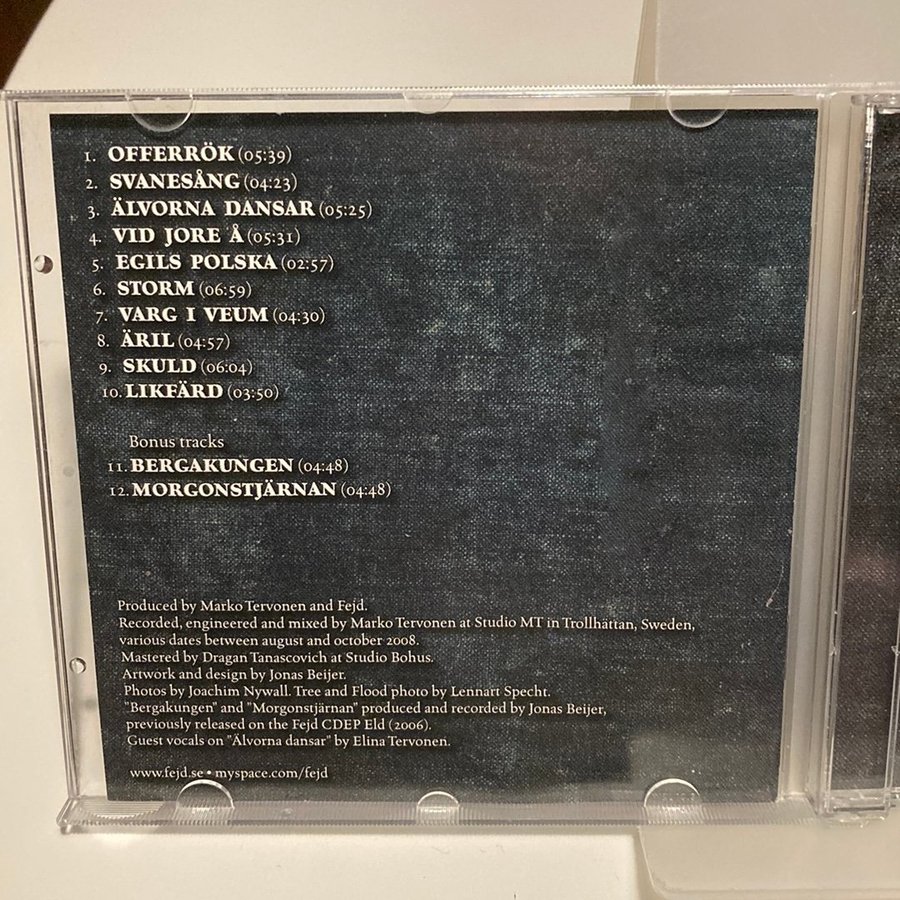 1. OFFERRÖK (05:39)
2. SVANESÅNG (04:23)
3. ÄLVORNA DANSAR (05:25)
4. VID JORE Å (05:31)
5. EGILS POLSKA (02:57)
6. STORM (06:59)
7. VARG I VEUM (04:30)
8. ÄRIL (04:57)
9. SKULD (06:04)
10. LIKFÄRD (03:50)
Bonus tracks
11. BERGAKUNGEN (04:48)
12. MORGONSTJÄRNAN (04:48)
Produced by Marko Tervonen and Fejd.
Recorded, engineered and mixed by Marko Tervonen at Studio MT in Trollhättan, Sweden,
various dates between august and october 2008.
Mastered by Dragan Tanascovich at Studio Bohus.
Artwork and design by Jonas Beijer.
Photos by Joachim Nywall. Tree and Flood photo by Lennart Specht.
"Bergakungen" and "Morgonstjärnan" produced and recorded by Jonas Beijer,
previously released on the Fejd CDEP Eld (2006).
Guest vocals on "Älvorna dansar" by Elina Tervonen.
www.fejd.se • myspace.com/fejd